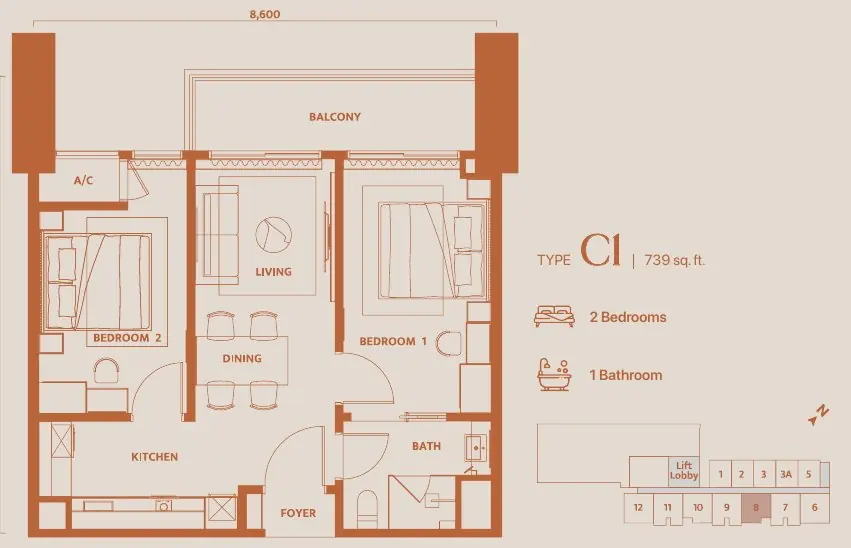 8,600
BALCONY
A/C
LIVING
BEDROOM 2
BEDROOM 1
DINING
KITCHEN
BATH
FOYER
TYPE C1 | 739 sq. ft.
2 Bedrooms
1 Bathroom
N
Lift
Lobby
1 2 3 3A 5
12 11 10 9 8 7 6